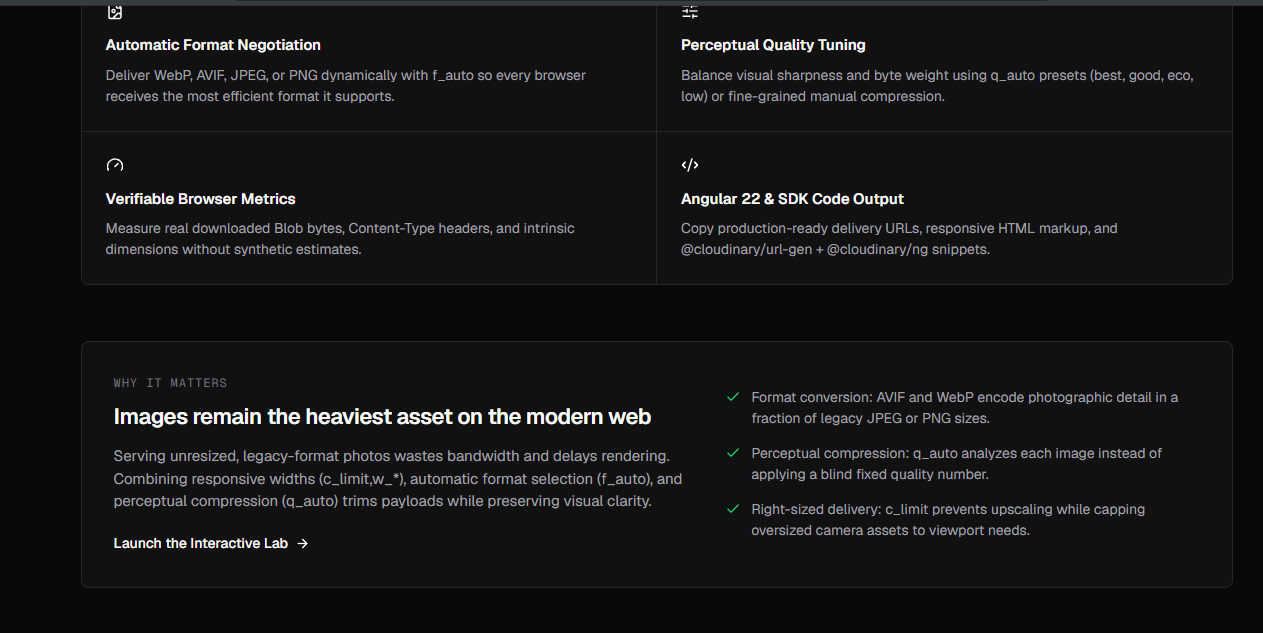 Automatic Format Negotiation
Deliver WebP, AVIF, JPEG, or PNG dynamically with f_auto so every browser
receives the most efficient format it supports.
Perceptual Quality Tuning
Balance visual sharpness and byte weight using q_auto presets (best, good, eco,
low) or fine-grained manual compression.
Verifiable Browser Metrics
Measure real downloaded Blob bytes, Content-Type headers, and intrinsic
dimensions without synthetic estimates.
Angular 22 & SDK Code Output
Copy production-ready delivery URLs, responsive HTML markup, and
@cloudinary/url-gen + @cloudinary/ng snippets.
WHY IT MATTERS
Images remain the heaviest asset on the modern web
Serving unresized, legacy-format photos wastes bandwidth and delays rendering.
Combining responsive widths (c_limit,w_*), automatic format selection (f_auto), and
perceptual compression (q_auto) trims payloads while preserving visual clarity.
Launch the Interactive Lab →
Format conversion: AVIF and WebP encode photographic detail in a
fraction of legacy JPEG or PNG sizes.
Perceptual compression: q_auto analyzes each image instead of
applying a blind fixed quality number.
Right-sized delivery: c_limit prevents upscaling while capping
oversized camera assets to viewport needs.